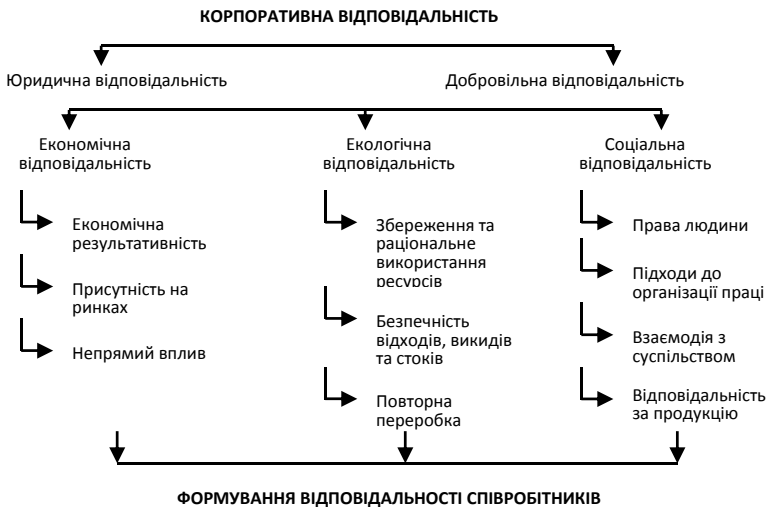 КОРПОРАТИВНА ВІДПОВІДАЛЬНІСТЬ
Юридична відповідальність
Добровільна відповідальність
Економічна
відповідальність
Екологічна
відповідальність
Соціальна
відповідальність
Економічна
результативність
Присутність на
ринках
Непрямий вплив
Збереження та
раціональне
використання
ресурсів
Безпечність
відходів, викидів
та стоків
Повторна
переробка
Права людини
Підходи до
організації праці
Взаємодія з
суспільством
Відповідальність
за продукцію
ФОРМУВАННЯ ВІДПОВІДАЛЬНОСТІ СПІВРОБІТНИКІВ